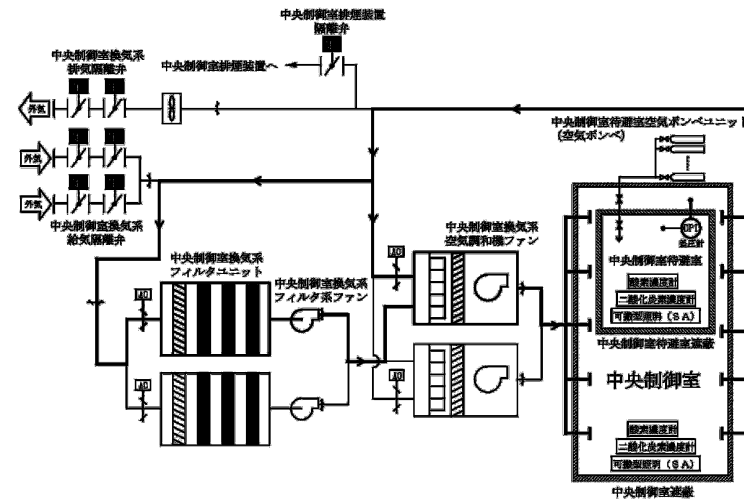 中央制御室排煙装置
隔離弁
中央制御室換気系
排気隔離弁
中央制御室排煙装置へ
外気
外気
外気
中央制御室換気系
給気隔離弁
中央制御室待避室空気ボンベユニット
(空気ボンベ)
中央制御室換気系
フィルタユニット
中央制御室換気系
フィルタ系ファン
中央制御室換気系
空気調和機ファン
AO
AO
AO
AO
DPI
差圧計
中央制御室待避室
酸素濃度計
二酸化炭素濃度計
可搬型照明(SA)
中央制御室待避室遮蔽
中央制御室
酸素濃度計
二酸化炭素濃度計
可搬型照明(SA)
中央制御室遮蔽